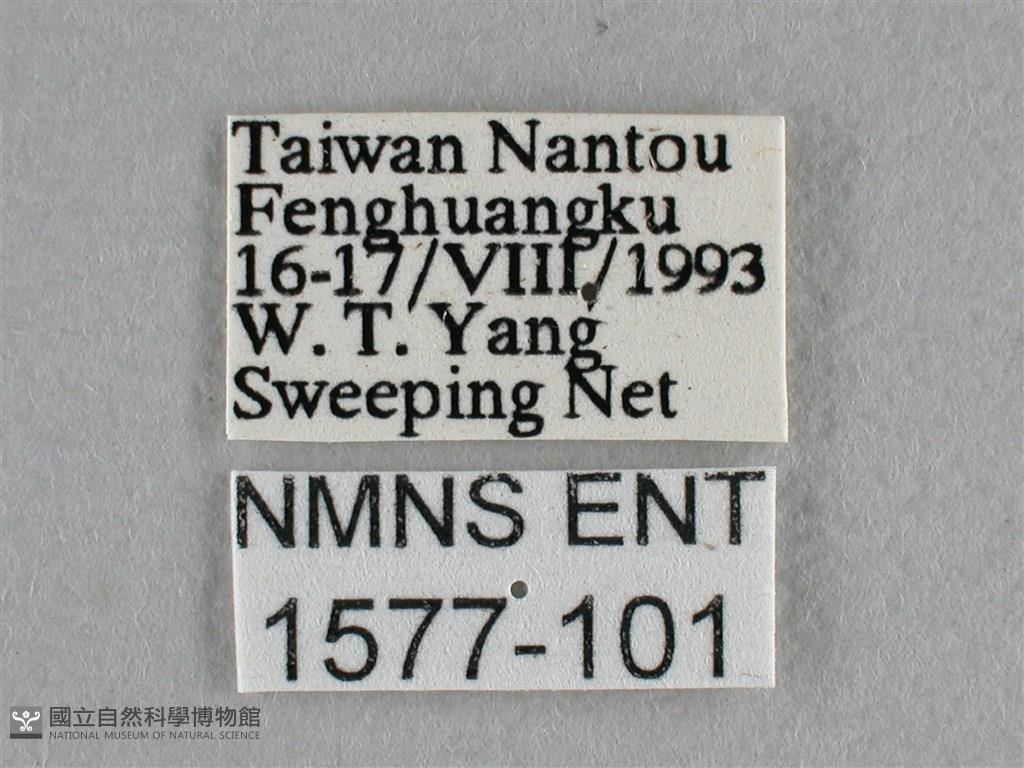 Taiwan Nantou
Fenghuangku
16-17/VIII/1993
W. T. Yang
Sweeping Net
NMNS ENT
1577-101
國立自然科學博物館
NATIONAL MUSEUM OF NATURAL SCIENCE